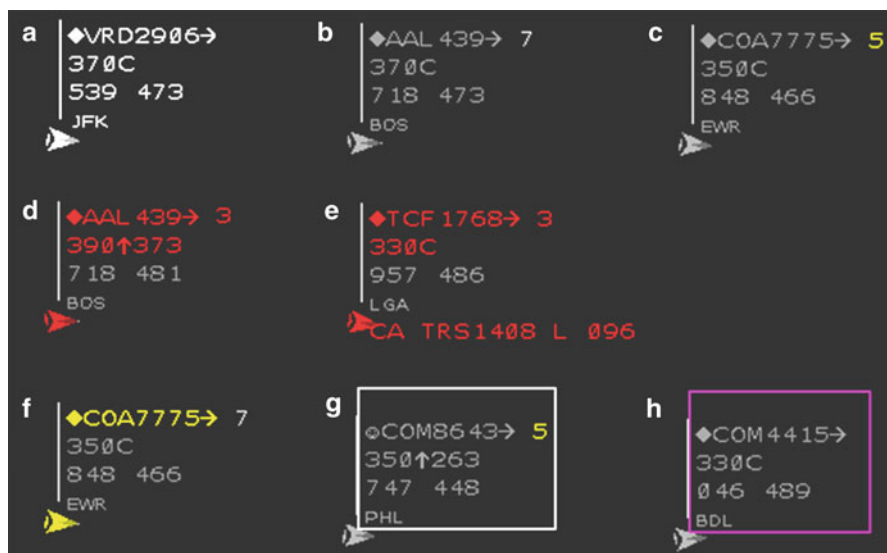 a
◆VRD2906→
370C
539 473
JFK
b
◆AAL 439→ 7
370C
718 473
BOS
c
◆COA7775→ 5
350C
848 466
EWR
d
◆AAL 439→ 3
390↑373
718 481
BOS
e
◆TCF1768→ 3
330C
957 486
LGA
CA TRS1408 L 096
f
◆COA7775→ 7
350C
848 466
EWR
g
COM8643→ 5
350↑263
747 448
PHL
h
◆COM4415→
330C
046 489
BDL